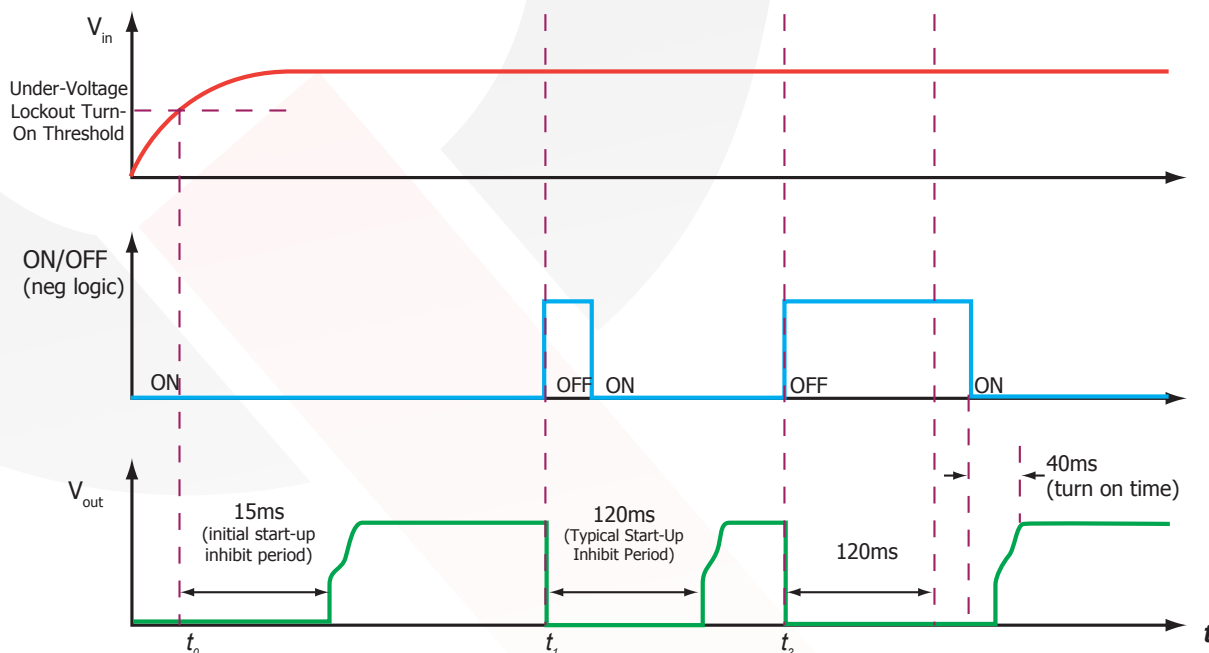 V_in
Under-Voltage
Lockout Turn-
On Threshold
ON/OFF
(neg logic)
ON
OFF
ON
OFF
ON
V_out
15ms
(initial start-up
inhibit period)
120ms
(Typical Start-Up
Inhibit Period)
120ms
40ms
(turn on time)
t_0
t_1
t_2
t